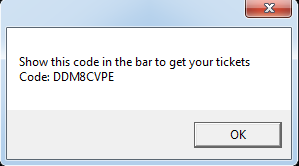 Show this code in the bar to get your tickets
Code: DDM8CVPE
OK